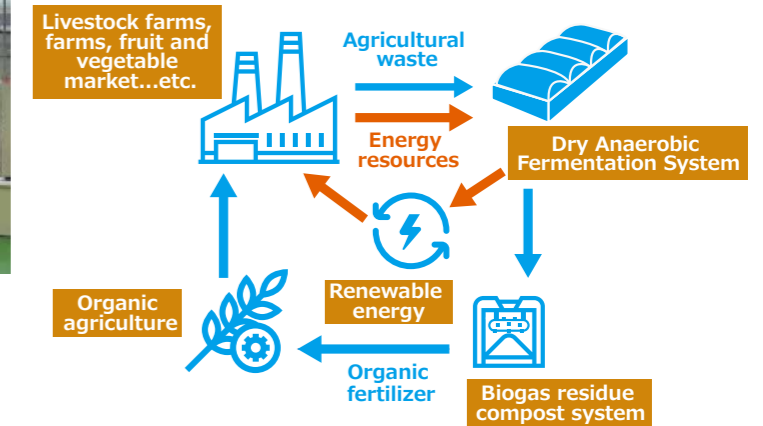 Livestock farms,
farms, fruit and
vegetable
market...etc.
Agricultural
waste
Energy
resources
Dry Anaerobic
Fermentation System
Renewable
energy
Organic
agriculture
Organic
fertilizer
Biogas residue
compost system